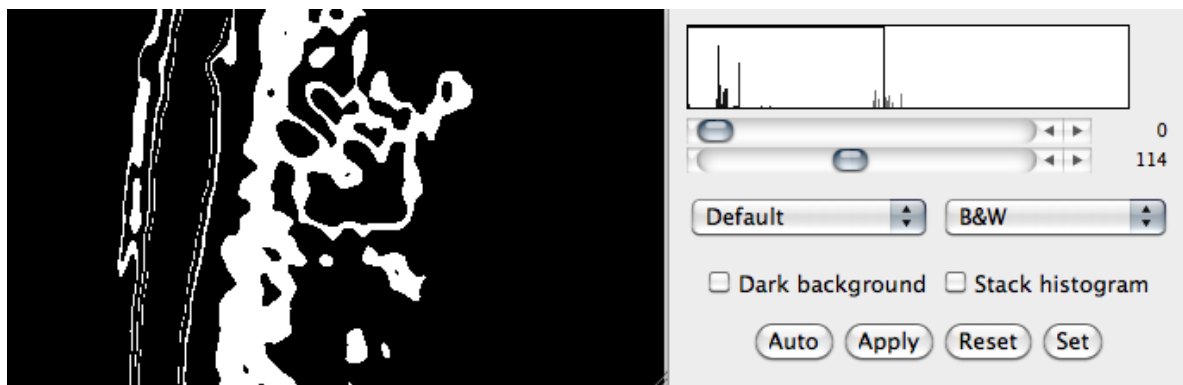 0
114
Default B&W
Dark background Stack histogram
Auto Apply Reset Set